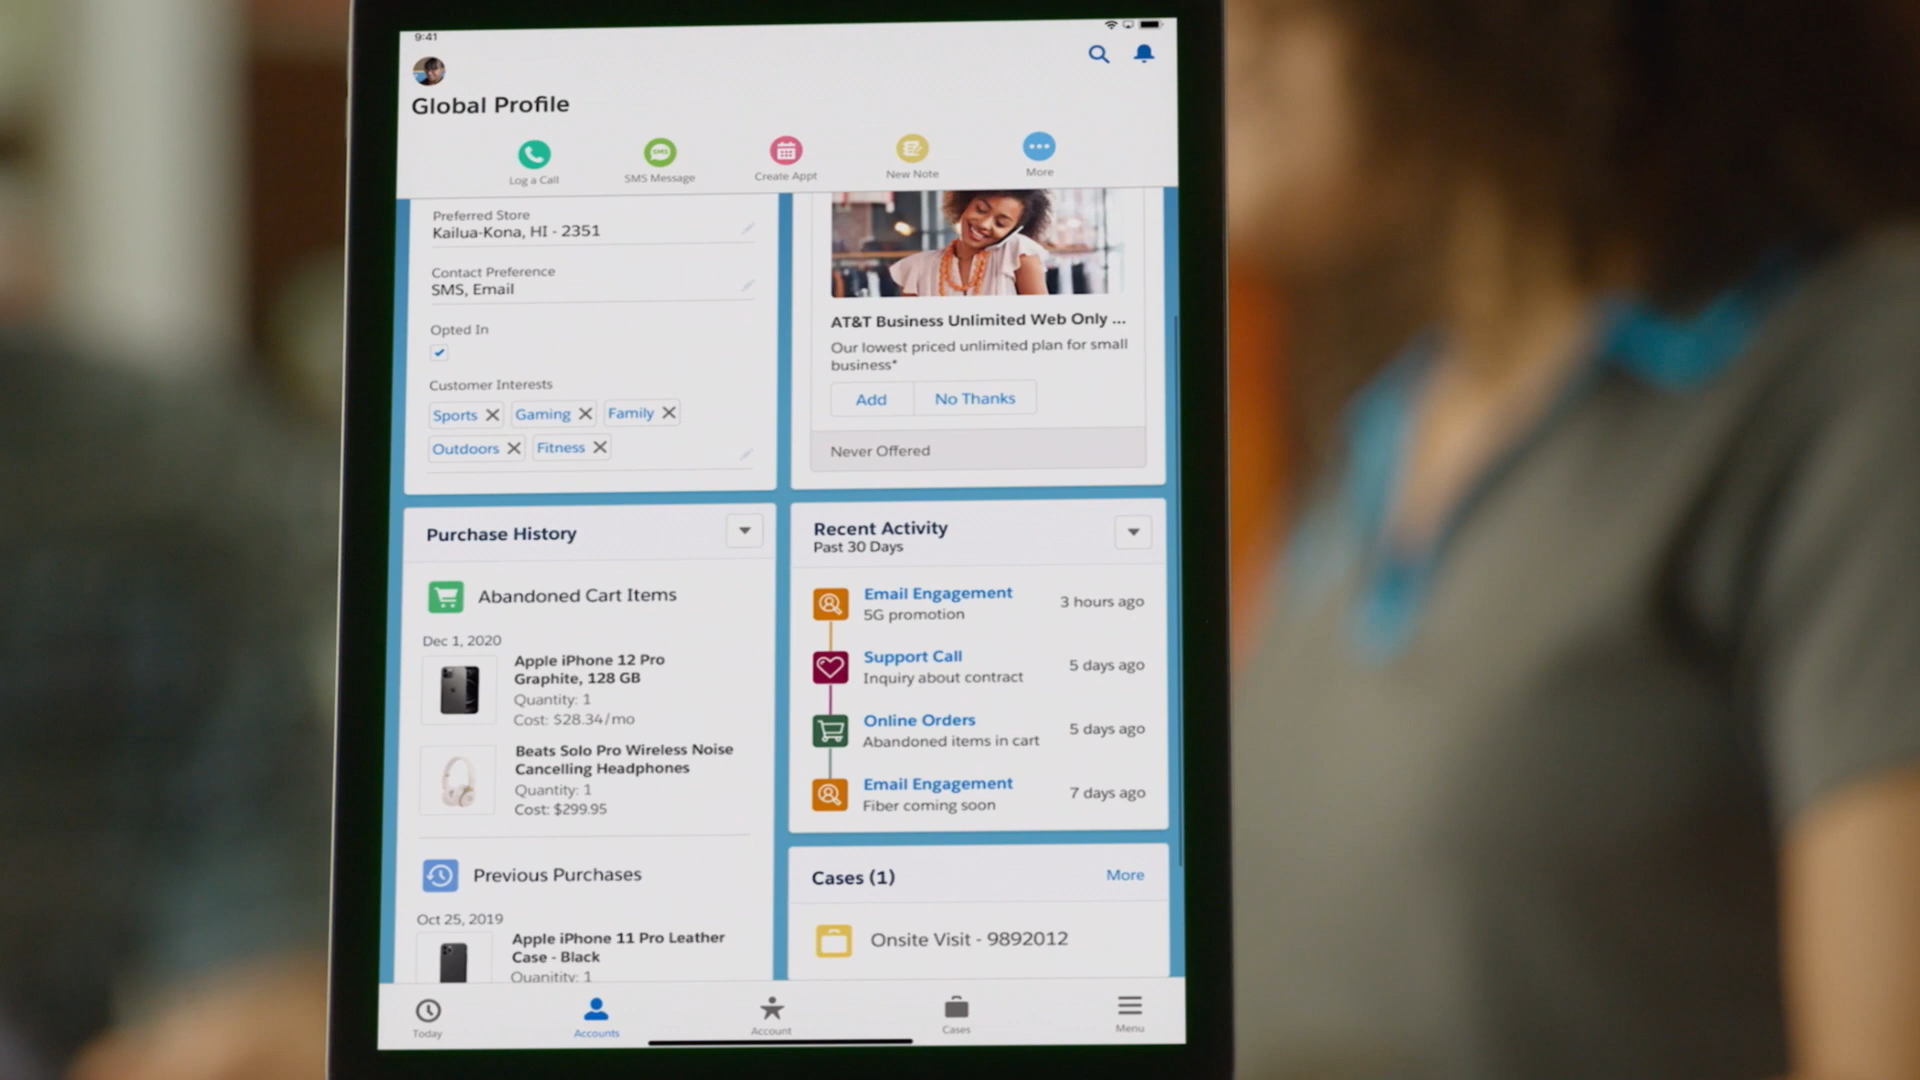 9:41
Global Profile
Log a Call
SMS
SMS Message
Create Appt
New Note
More
Preferred Store
Kailua-Kona, HI - 2351
Contact Preference
SMS, Email
Opted In
Customer Interests
Sports
Gaming
Family
Outdoors
Fitness
AT&T Business Unlimited Web Only ...
Our lowest priced unlimited plan for small
business*
Add
No Thanks
Never Offered
Purchase History
Abandoned Cart Items
Dec 1, 2020
Apple iPhone 12 Pro
Graphite, 128 GB
Quantity: 1
Cost: $28.34/mo
Beats Solo Pro Wireless Noise
Cancelling Headphones
Quantity: 1
Cost: $299.95
Previous Purchases
Oct 25, 2019
Apple iPhone 11 Pro Leather
Case - Black
Quanitity: 1
Recent Activity
Past 30 Days
Email Engagement
5G promotion
3 hours ago
Support Call
Inquiry about contract
5 days ago
Online Orders
Abandoned items in cart
5 days ago
Email Engagement
Fiber coming soon
7 days ago
Cases (1)
More
Onsite Visit - 9892012
Today
Accounts
Account
Cases
Menu